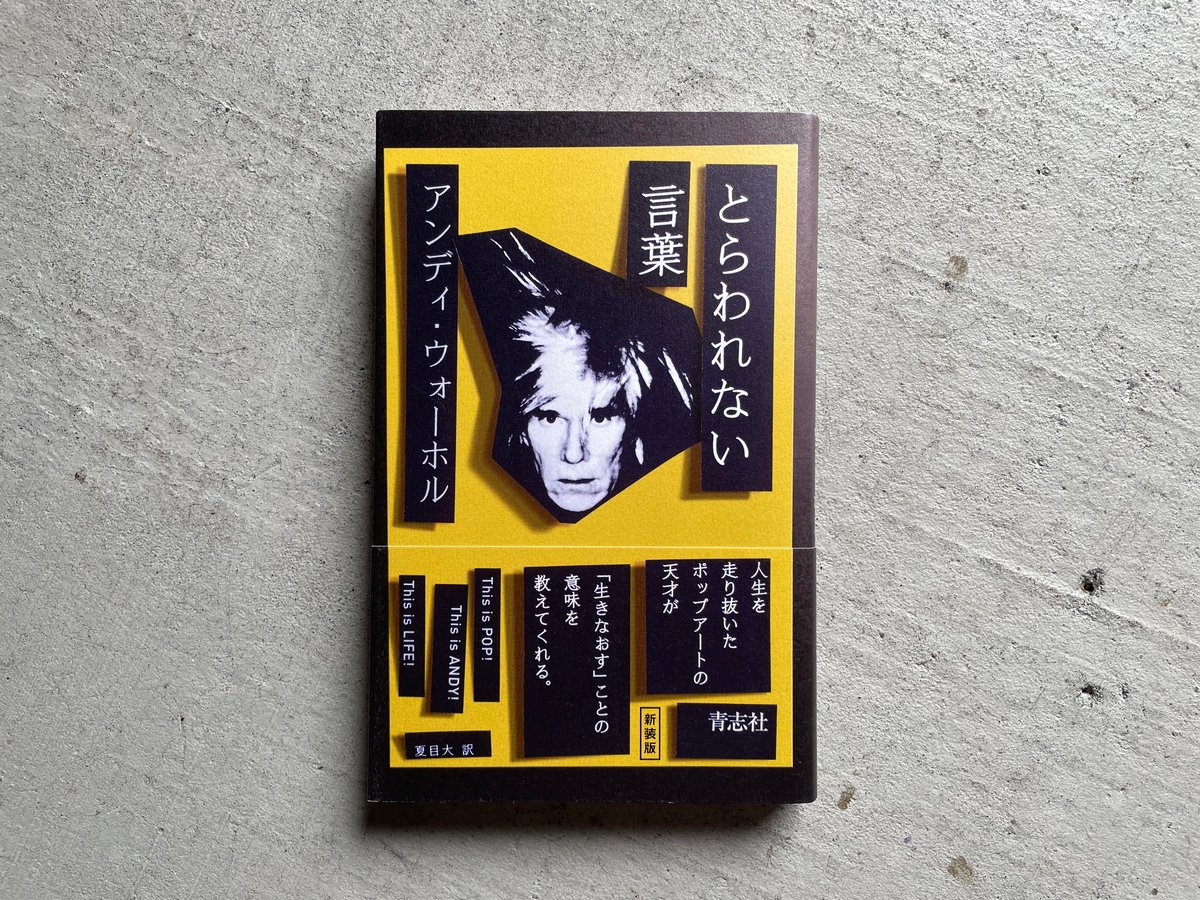 とらわれない
言葉
アンディ・ウォーホル
人生を
走り抜いた
ポップアートの
天才が
「生きなおす」ことの
意味を
教えてくれる。
This is POP!
This is ANDY!
This is LIFE!
青志社
新装版
夏目大 訳